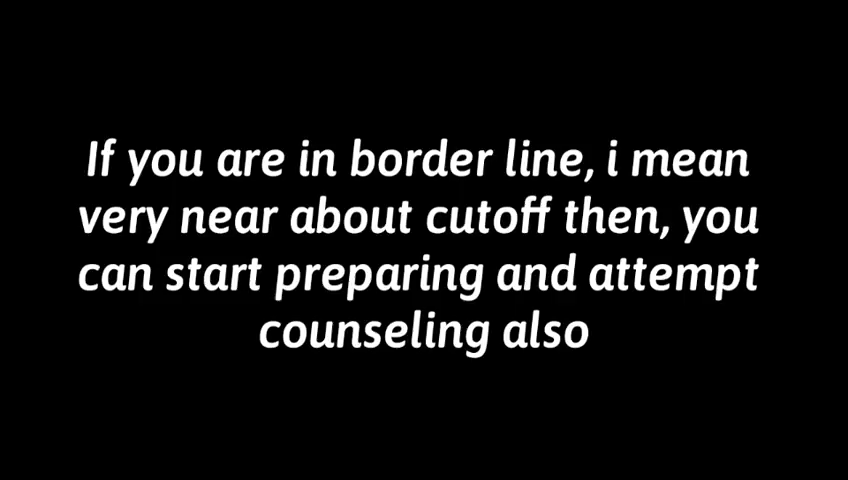 If you are in border line, i mean
very near about cutoff then, you
can start preparing and attempt
counseling also